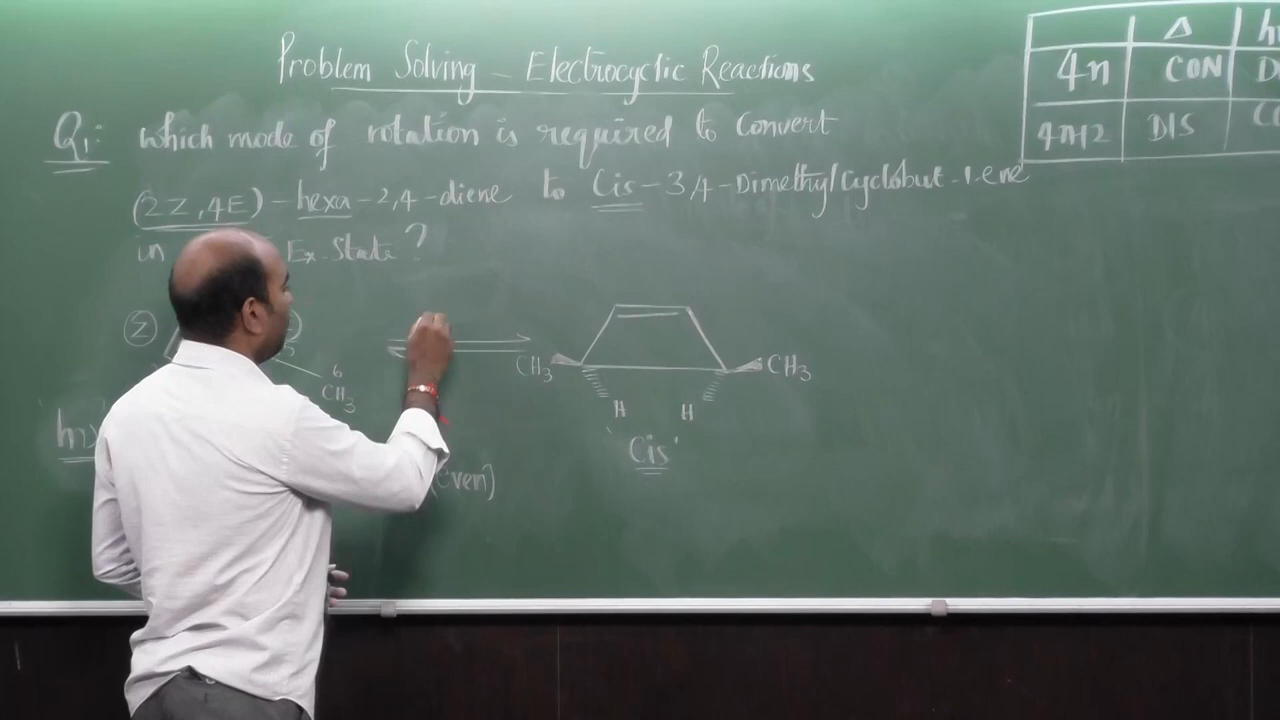 Problem Solving - Electrocyclic Reactions
Δ
4n CON
4n+2 DIS
Q1: Which mode of rotation is required to Convert
(2Z,4E) - hexa-2,4-diene to Cis-3,4-Dimethylcyclobut-1-ene
in Ex. State?
Z
5
6
CH3
CH3
CH3
H H
'Cis'
(even)